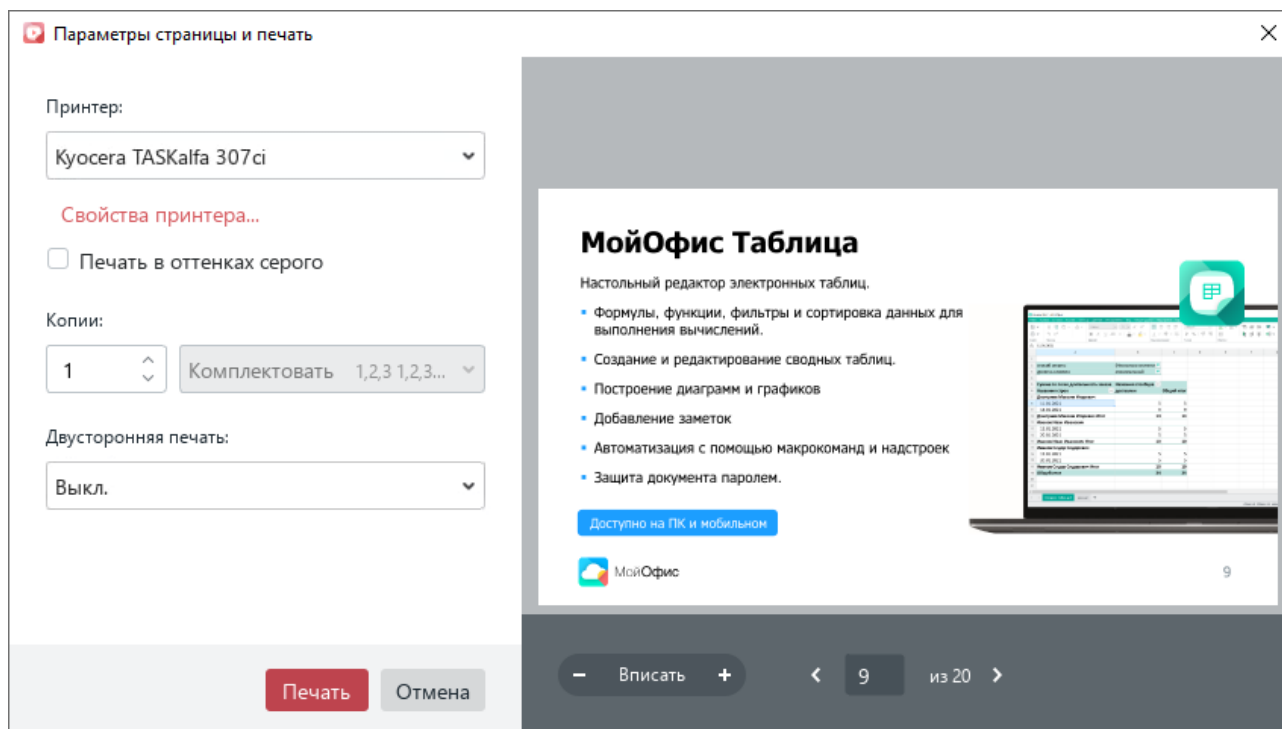 Параметры страницы и печать
Принтер:
Kyocera TASKalfa 307ci
Свойства принтера...
Печать в оттенках серого
Копии:
1
Комплектовать 1,2,3 1,2,3...
Двусторонняя печать:
Выкл.
Печать
Отмена
МойОфис Таблица
Настольный редактор электронных таблиц.
Формулы, функции, фильтры и сортировка данных для
выполнения вычислений.
Создание и редактирование сводных таблиц.
Построение диаграмм и графиков
Добавление заметок
Автоматизация с помощью макрокоманд и надстроек
Защита документа паролем.
Доступно на ПК и мобильном
МойОфис
9
Вписать
9 из 20